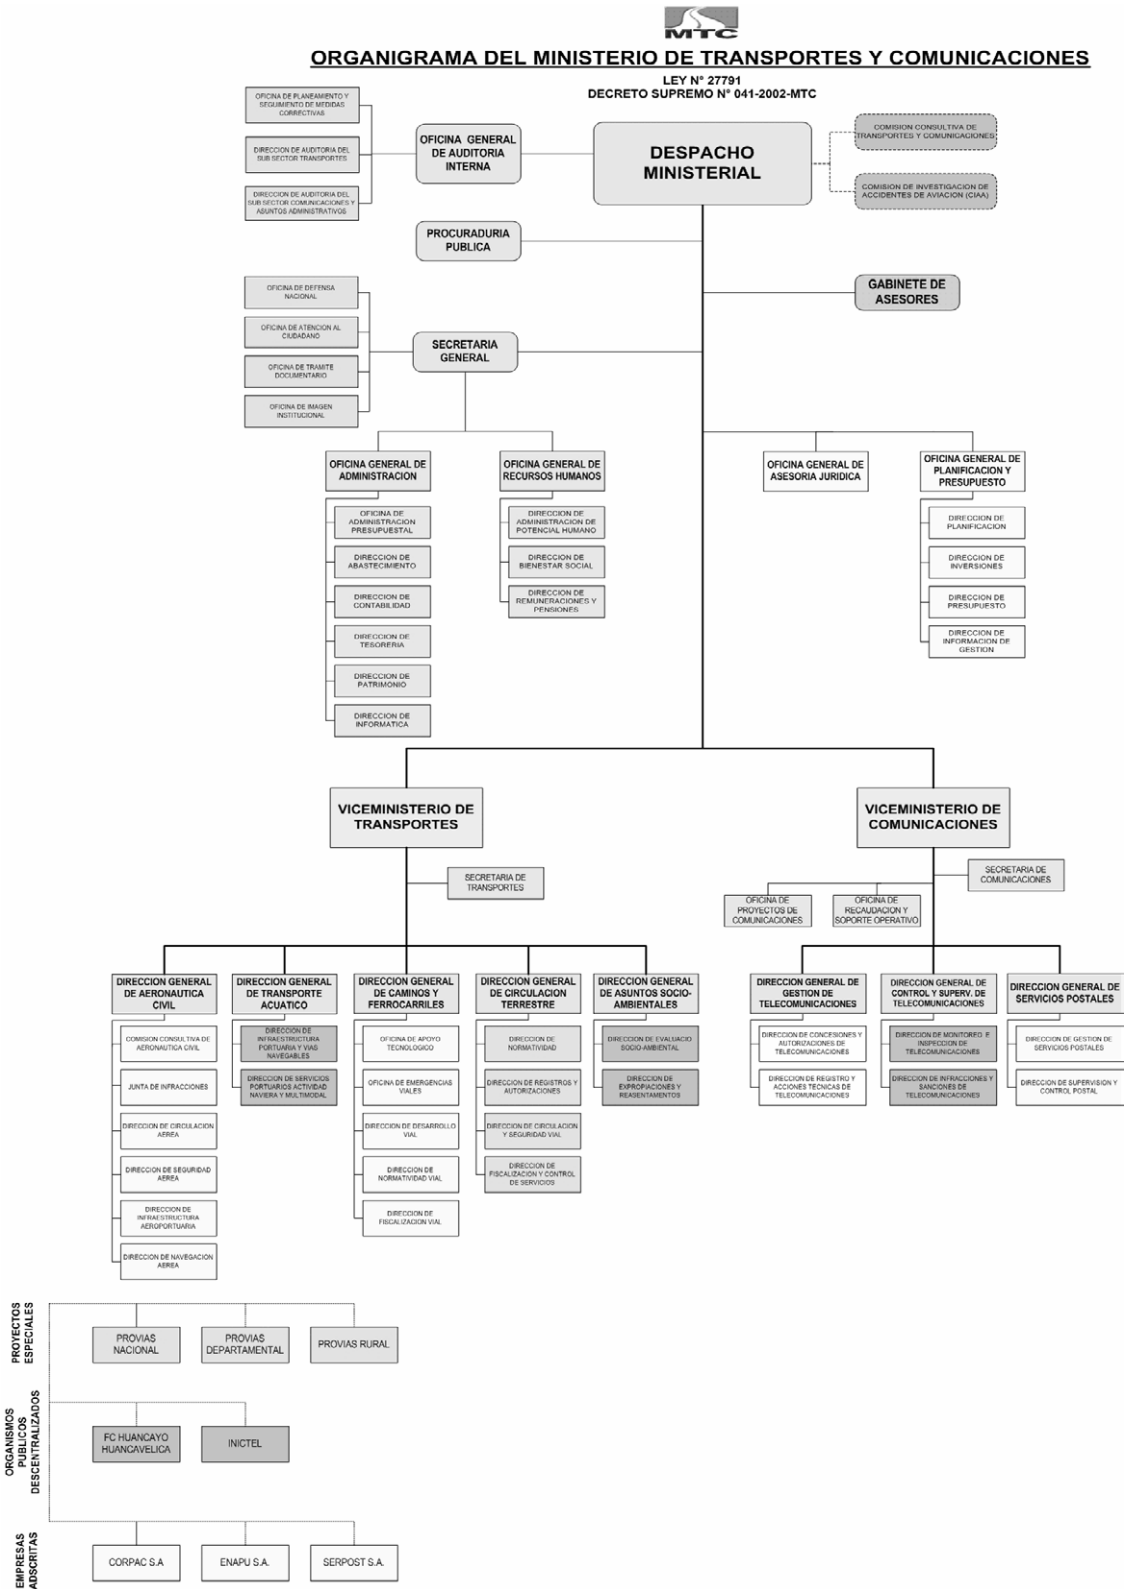 MTC
ORGANIGRAMA DEL MINISTERIO DE TRANSPORTES Y COMUNICACIONES
LEY N° 27791
DECRETO SUPREMO N° 041-2002-MTC
OFICINA DE PLANEAMIENTO Y
SEGUIMIENTO DE MEDIDAS
CORRECTIVAS
DIRECCION DE AUDITORIA DEL
SUB SECTOR TRANSPORTES
DIRECCION DE AUDITORIA DEL
SUB SECTOR COMUNICACIONES Y
ASUNTOS ADMINISTRATIVOS
OFICINA GENERAL
DE AUDITORIA
INTERNA
DESPACHO
MINISTERIAL
COMISION CONSULTIVA DE
TRANSPORTES Y COMUNICACIONES
COMISION DE INVESTIGACION DE
ACCIDENTES DE AVIACION (CIAA)
PROCURADURIA
PUBLICA
GABINETE DE
ASESORES
OFICINA DE DEFENSA
NACIONAL
OFICINA DE ATENCION AL
CIUDADANO
OFICINA DE TRAMITE
DOCUMENTARIO
OFICINA DE IMAGEN
INSTITUCIONAL
SECRETARIA
GENERAL
OFICINA GENERAL DE
ADMINISTRACION
OFICINA DE
ADMINISTRACION
PRESUPUESTAL
DIRECCION DE
ABASTECIMIENTO
DIRECCION DE
CONTABILIDAD
DIRECCION DE
TESORERIA
DIRECCION DE
PATRIMONIO
DIRECCION DE
INFORMATICA
OFICINA GENERAL DE
RECURSOS HUMANOS
DIRECCION DE
ADMINISTRACION DE
POTENCIAL HUMANO
DIRECCION DE
BIENESTAR SOCIAL
DIRECCION DE
REMUNERACIONES Y
PENSIONES
OFICINA GENERAL DE
ASESORIA JURIDICA
OFICINA GENERAL DE
PLANIFICACION Y
PRESUPUESTO
DIRECCION DE
PLANIFICACION
DIRECCION DE
INVERSIONES
DIRECCION DE
PRESUPUESTO
DIRECCION DE
INFORMACION DE
GESTION
VICEMINISTERIO DE
TRANSPORTES
SECRETARIA DE
TRANSPORTES
VICEMINISTERIO DE
COMUNICACIONES
SECRETARIA DE
COMUNICACIONES
OFICINA DE
PROYECTOS DE
COMUNICACIONES
OFICINA DE
RECAUDACION Y
SOPORTE OPERATIVO
DIRECCION GENERAL
DE AERONAUTICA
CIVIL
COMISION CONSULTIVA DE
AERONAUTICA CIVIL
JUNTA DE INFRACCIONES
DIRECCION DE CIRCULACION
AEREA
DIRECCION DE SEGURIDAD
AEREA
DIRECCION DE
INFRAESTRUCTURA
AEROPORTUARIA
DIRECCION DE NAVEGACION
AEREA
DIRECCION GENERAL
DE TRANSPORTE
ACUATICO
DIRECCION DE
INFRAESTRUCTURA
PORTUARIA Y VIAS
NAVEGABLES
DIRECCION DE SERVICIOS
PORTUARIOS ACTIVIDAD
NAVIERA Y MULTIMODAL
DIRECCION GENERAL
DE CAMINOS Y
FERROCARRILES
OFICINA DE APOYO
TECNOLOGICO
OFICINA DE EMERGENCIAS
VIALES
DIRECCION DE DESARROLLO
VIAL
DIRECCION DE
NORMATIVIDAD VIAL
DIRECCION DE
FISCALIZACION VIAL
DIRECCION GENERAL
DE CIRCULACION
TERRESTRE
DIRECCION DE
NORMATIVIDAD
DIRECCION DE REGISTROS Y
AUTORIZACIONES
DIRECCION DE CIRCULACION
Y SEGURIDAD VIAL
DIRECCION DE
FISCALIZACION Y CONTROL
DE SERVICIOS
DIRECCION GENERAL
DE ASUNTOS SOCIO-
AMBIENTALES
DIRECCION DE EVALUACIO
SOCIO-AMBIENTAL
DIRECCION DE
EXPROPIACIONES Y
REASENTAMIENTOS
DIRECCION GENERAL DE
GESTION DE
TELECOMUNICACIONES
DIRECCION DE CONCESIONES Y
AUTORIZACIONES DE
TELECOMUNICACIONES
DIRECCION DE REGISTRO Y
ACCIONES TÉCNICAS DE
TELECOMUNICACIONES
DIRECCION GENERAL DE
CONTROL Y SUPERV. DE
TELECOMUNICACIONES
DIRECCION DE MONITOREO E
INSPECCION DE
TELECOMUNICACIONES
DIRECCION DE INFRACCIONES Y
SANCIONES DE
TELECOMUNICACIONES
DIRECCION GENERAL DE
SERVICIOS POSTALES
DIRECCION DE GESTION DE
SERVICIOS POSTALES
DIRECCION DE SUPERVISION Y
CONTROL POSTAL
PROYECTOS
ESPECIALES
PROVIAS
NACIONAL
PROVIAS
DEPARTAMENTAL
PROVIAS RURAL
ORGANISMOS
PUBLICOS
DESCENTRALIZADOS
FC HUANCAYO
HUANCAVELICA
INICTEL
EMPRESAS
ADSCRITAS
CORPAC S.A
ENAPU S.A.
SERPOST S.A.